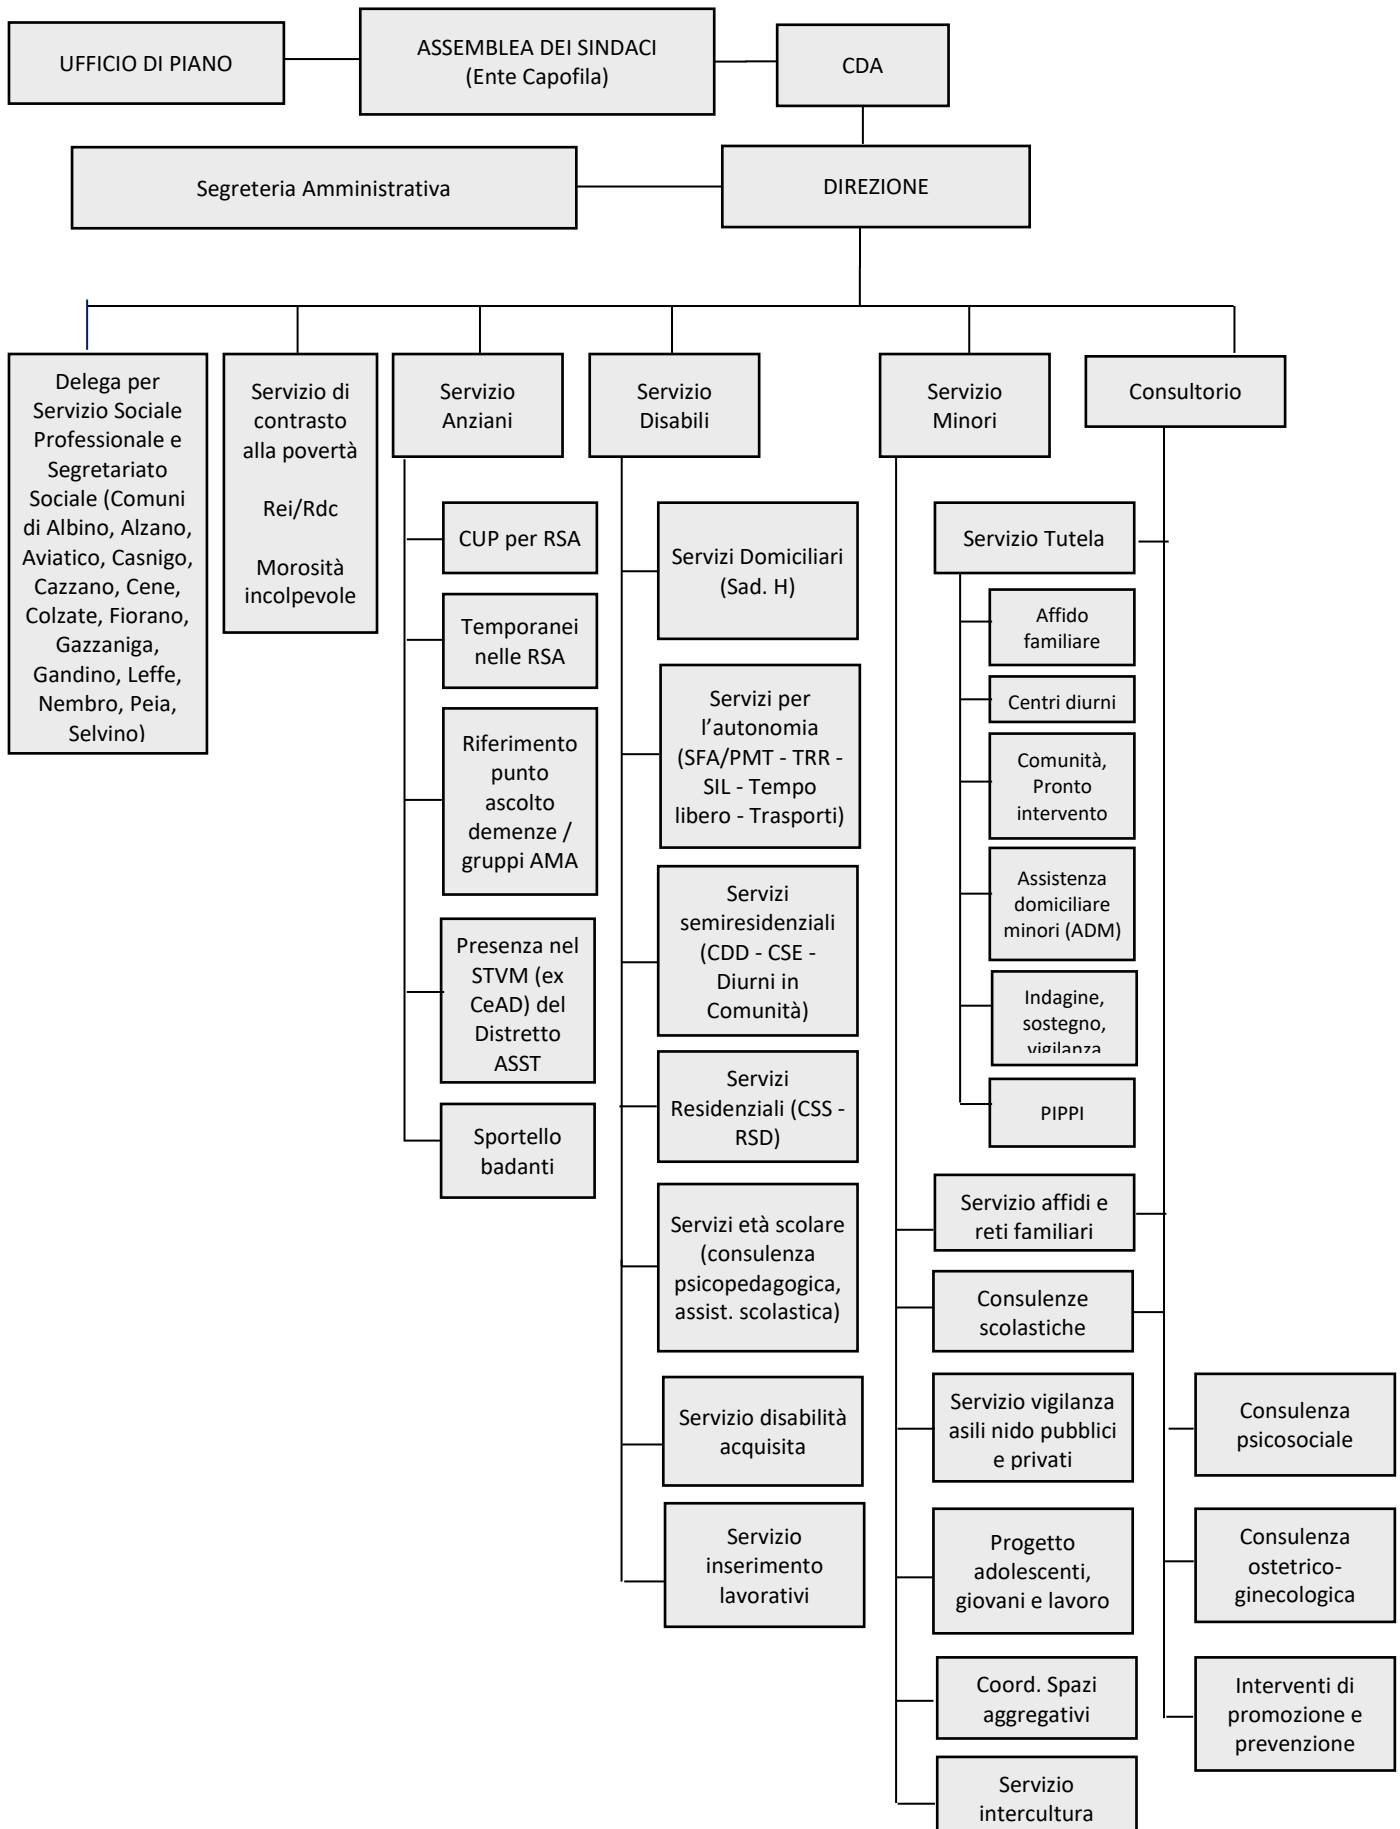 UFFICIO DI PIANO
ASSEMBLEA DEI SINDACI
(Ente Capofila)
CDA
Segreteria Amministrativa
DIREZIONE
Delega per
Servizio Sociale
Professionale e
Segretariato
Sociale (Comuni
di Albino, Alzano,
Aviatico, Casnigo,
Cazzano, Cene,
Colzate, Fiorano,
Gazzaniga,
Gandino, Leffe,
Nembro, Peia,
Selvino)
Servizio di
contrasto
alla povertà
Rei/Rdc
Morosità
incolpevole
Servizio
Anziani
CUP per RSA
Temporanei
nelle RSA
Riferimento
punto
ascolto
demenze /
gruppi AMA
Presenza nel
STVM (ex
CeAD) del
Distretto
ASST
Sportello
badanti
Servizio
Disabili
Servizi Domiciliari
(Sad. H)
Servizi per
l’autonomia
(SFA/PMT - TRR -
SIL - Tempo
libero - Trasporti)
Servizi
semiresidenziali
(CDD - CSE -
Diurni in
Comunità)
Servizi
Residenziali (CSS -
RSD)
Servizi età scolare
(consulenza
psicopedagogica,
assist. scolastica)
Servizio disabilità
acquisita
Servizio
inserimento
lavorativi
Servizio
Minori
Servizio Tutela
Affido
familiare
Centri diurni
Comunità,
Pronto
intervento
Assistenza
domiciliare
minori (ADM)
Indagine,
sostegno,
vigilanza
PIPPI
Servizio affidi e
reti familiari
Consulenze
scolastiche
Servizio vigilanza
asili nido pubblici
e privati
Progetto
adolescenti,
giovani e lavoro
Coord. Spazi
aggregativi
Servizio
intercultura
Consultorio
Consulenza
psicosociale
Consulenza
ostetrico-
ginecologica
Interventi di
promozione e
prevenzione